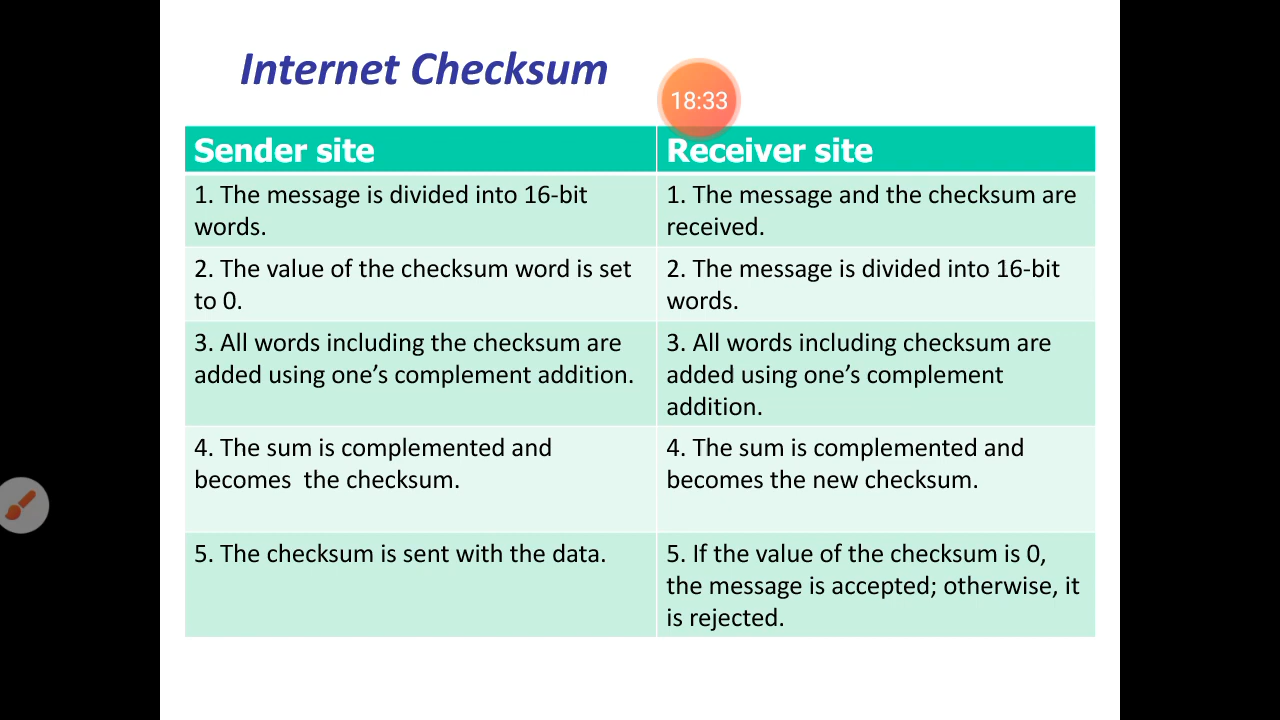 Internet Checksum
18:33
Sender site
Receiver site
1. The message is divided into 16-bit
words.
1. The message and the checksum are
received.
2. The value of the checksum word is set
to 0.
2. The message is divided into 16-bit
words.
3. All words including the checksum are
added using one’s complement addition.
3. All words including checksum are
added using one’s complement
addition.
4. The sum is complemented and
becomes  the checksum.
4. The sum is complemented and
becomes the new checksum.
5. The checksum is sent with the data.
5. If the value of the checksum is 0,
the message is accepted; otherwise, it
is rejected.